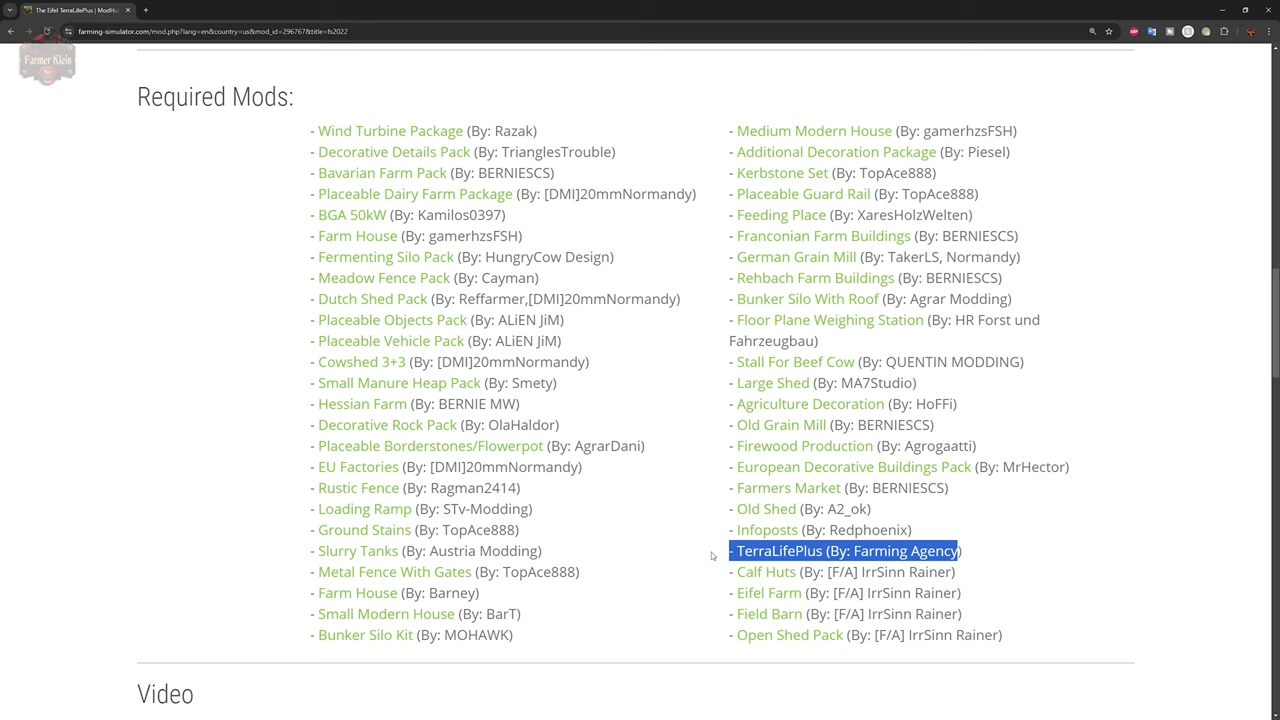 The Eifel TerraLifePlus | ModHu
farming-simulator.com/mod.php?lang=en&country=us&mod_id=296767&title=fs2022
Farmer Klein
Required Mods:
- Wind Turbine Package (By: Razak)
- Decorative Details Pack (By: TrianglesTrouble)
- Bavarian Farm Pack (By: BERNIESCS)
- Placeable Dairy Farm Package (By: [DMI]20mmNormandy)
- BGA 50kW (By: Kamilos0397)
- Farm House (By: gamerhzsFSH)
- Fermenting Silo Pack (By: HungryCow Design)
- Meadow Fence Pack (By: Cayman)
- Dutch Shed Pack (By: Reffarmer,[DMI]20mmNormandy)
- Placeable Objects Pack (By: ALiEN JiM)
- Placeable Vehicle Pack (By: ALiEN JiM)
- Cowshed 3+3 (By: [DMI]20mmNormandy)
- Small Manure Heap Pack (By: Smety)
- Hessian Farm (By: BERNIE MW)
- Decorative Rock Pack (By: OlaHaldor)
- Placeable Borderstones/Flowerpot (By: AgrarDani)
- EU Factories (By: [DMI]20mmNormandy)
- Rustic Fence (By: Ragman2414)
- Loading Ramp (By: STv-Modding)
- Ground Stains (By: TopAce888)
- Slurry Tanks (By: Austria Modding)
- Metal Fence With Gates (By: TopAce888)
- Farm House (By: Barney)
- Small Modern House (By: BarT)
- Bunker Silo Kit (By: MOHAWK)
- Medium Modern House (By: gamerhzsFSH)
- Additional Decoration Package (By: Piesel)
- Kerbstone Set (By: TopAce888)
- Placeable Guard Rail (By: TopAce888)
- Feeding Place (By: XaresHolzWelten)
- Franconian Farm Buildings (By: BERNIESCS)
- German Grain Mill (By: TakerLS, Normandy)
- Rehbach Farm Buildings (By: BERNIESCS)
- Bunker Silo With Roof (By: Agrar Modding)
- Floor Plane Weighing Station (By: HR Forst und
Fahrzeugbau)
- Stall For Beef Cow (By: QUENTIN MODDING)
- Large Shed (By: MA7Studio)
- Agriculture Decoration (By: HoFFi)
- Old Grain Mill (By: BERNIESCS)
- Firewood Production (By: Agrogaatti)
- European Decorative Buildings Pack (By: MrHector)
- Farmers Market (By: BERNIESCS)
- Old Shed (By: A2_ok)
- Infoposts (By: Redphoenix)
- TerraLifePlus (By: Farming Agency)
- Calf Huts (By: [F/A] IrrSinn Rainer)
- Eifel Farm (By: [F/A] IrrSinn Rainer)
- Field Barn (By: [F/A] IrrSinn Rainer)
- Open Shed Pack (By: [F/A] IrrSinn Rainer)
Video